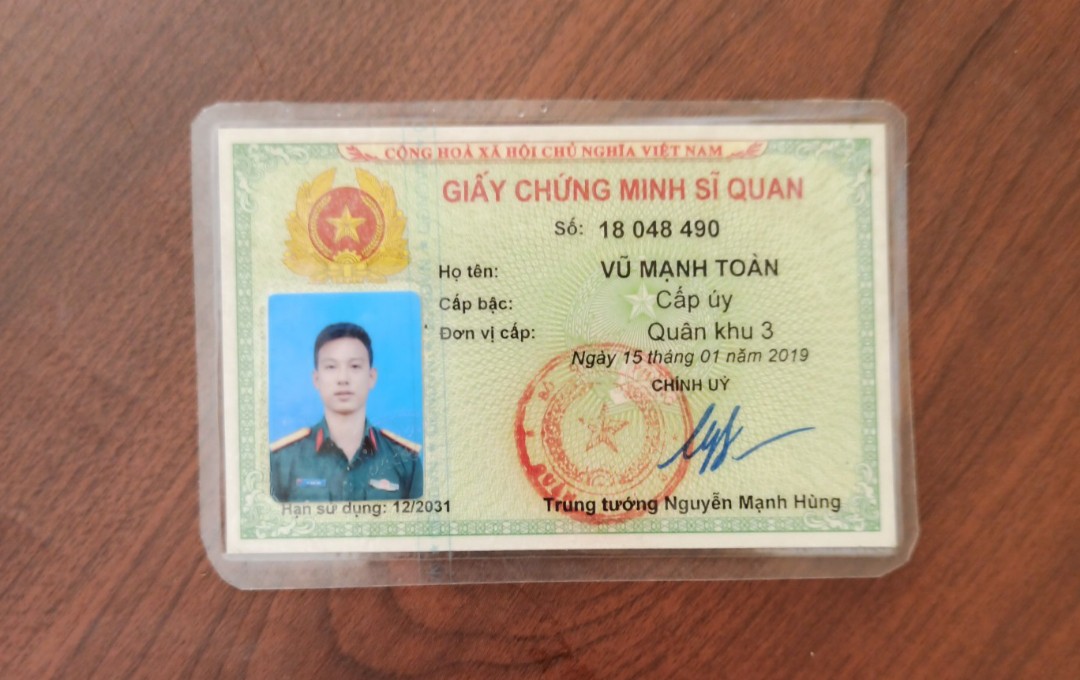 CỘNG HOÀ XÃ HỘI CHỦ NGHĨA VIỆT NAM
GIẤY CHỨNG MINH SĨ QUAN
Số: 18 048 490
Họ tên: VŨ MẠNH TOÀN
Cấp bậc: Cấp úy
Đơn vị cấp: Quân khu 3
Ngày 15 tháng 01 năm 2019
CHÍNH UỶ
Hạn sử dụng: 12/2031
Trung tướng Nguyễn Mạnh Hùng